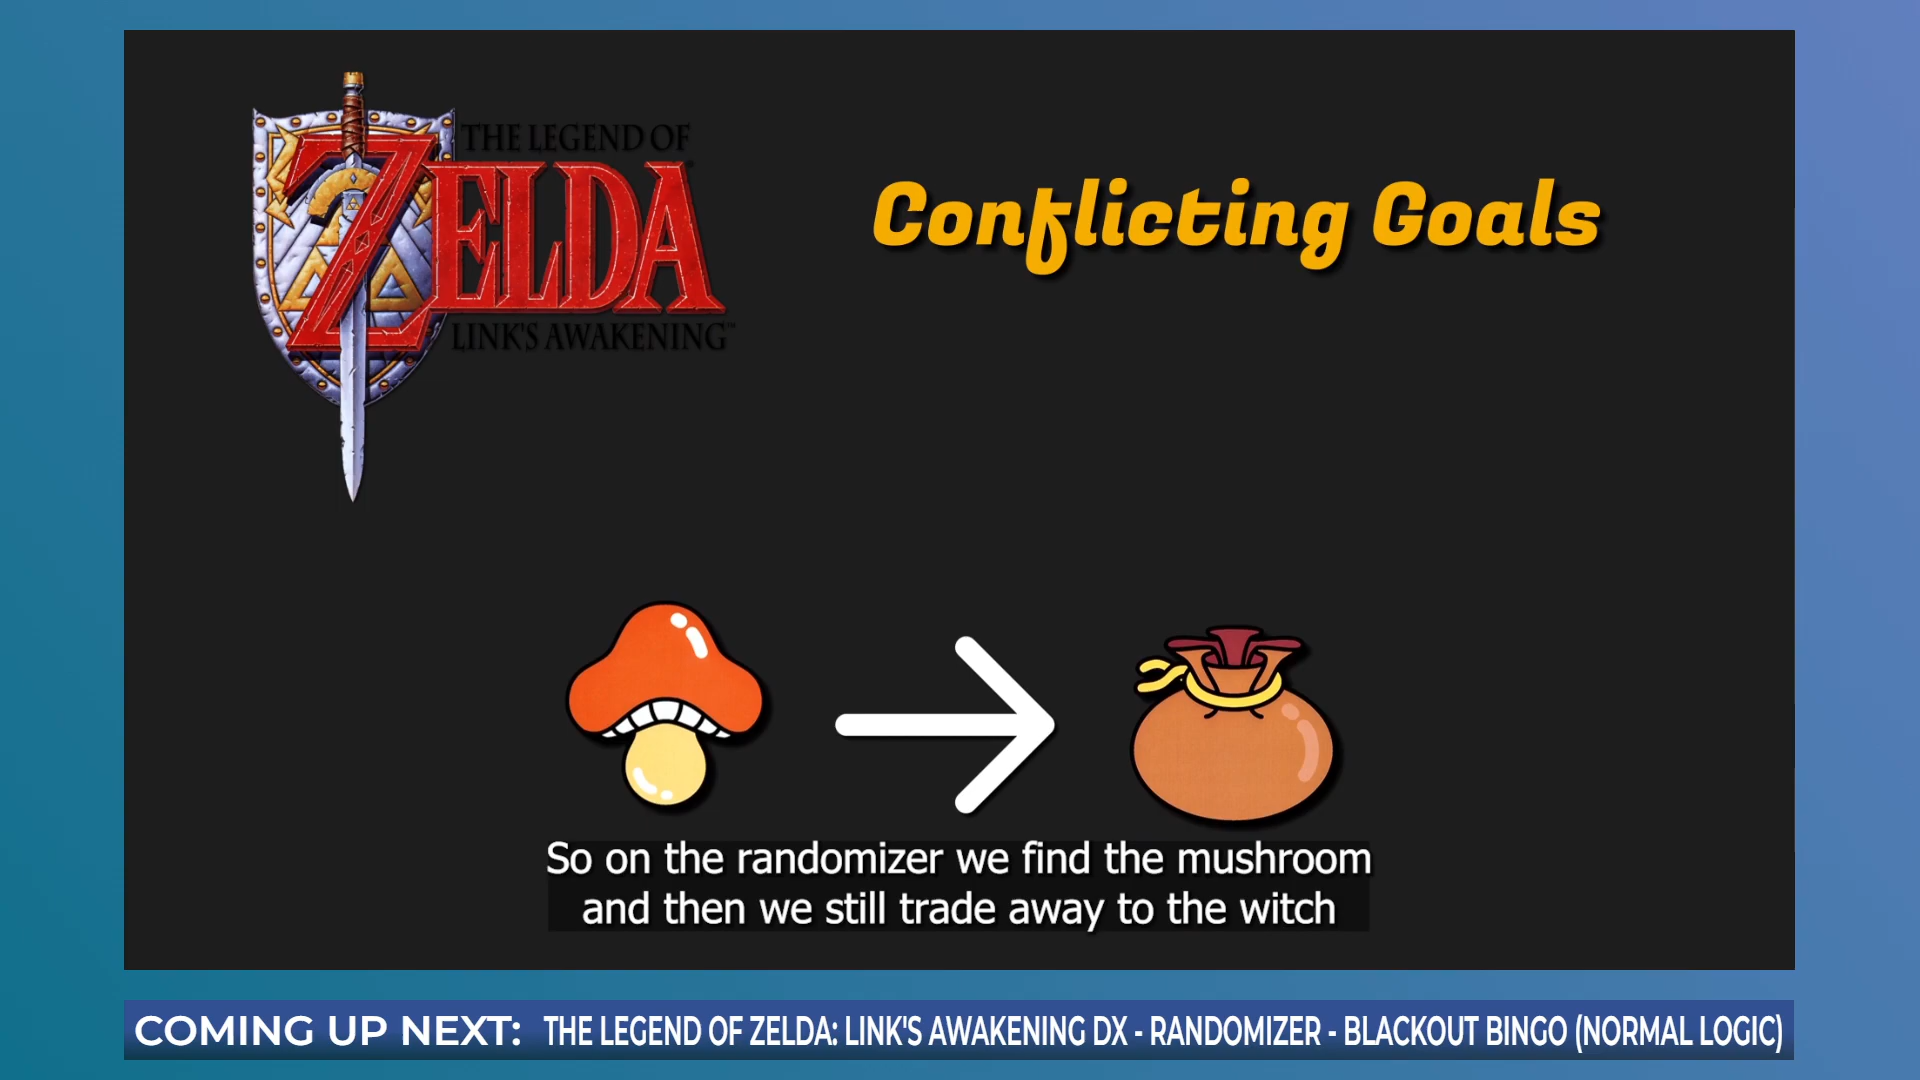 THE LEGEND OF
ZELDA
LINK'S AWAKENING™
Conflicting Goals
So on the randomizer we find the mushroom
and then we still trade away to the witch
COMING UP NEXT: THE LEGEND OF ZELDA: LINK'S AWAKENING DX - RANDOMIZER - BLACKOUT BINGO (NORMAL LOGIC)